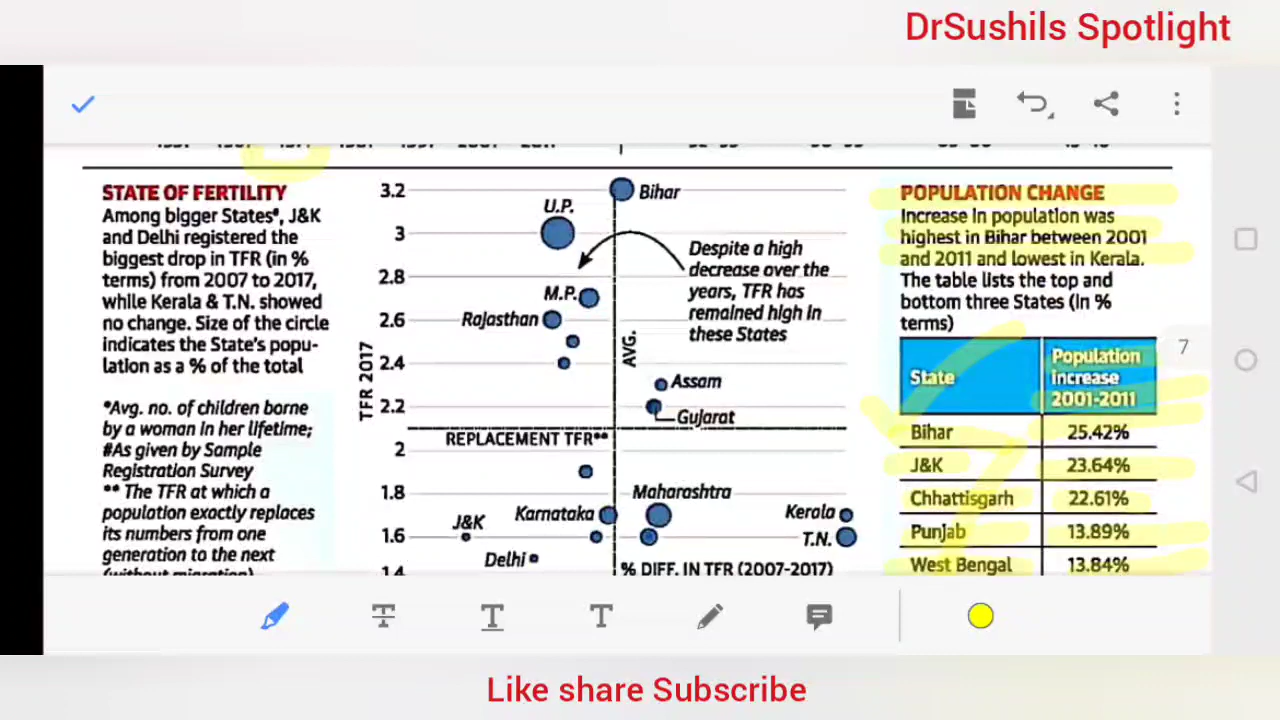 DrSushils Spotlight
STATE OF FERTILITY
Among bigger States#, J&K
and Delhi registered the
biggest drop in TFR (in %
terms) from 2007 to 2017,
while Kerala & T.N. showed
no change. Size of the circle
indicates the State's popu-
lation as a % of the total
*Avg. no. of children borne
by a woman in her lifetime;
#As given by Sample
Registration Survey
** The TFR at which a
population exactly replaces
its numbers from one
generation to the next
(without migration)
TFR 2017
3.2
3
2.8
2.6
2.4
2.2
2
1.8
1.6
1.4
Bihar
U.P.
Despite a high
decrease over the
years, TFR has
remained high in
these States
M.P.
Rajasthan
AVG.
Assam
Gujarat
REPLACEMENT TFR**
Maharashtra
Karnataka
Kerala
J&K
T.N.
Delhi
% DIFF. IN TFR (2007-2017)
POPULATION CHANGE
Increase in population was
highest in Bihar between 2001
and 2011 and lowest in Kerala.
The table lists the top and
bottom three States (in %
terms)
7
State
Population
increase
2001-2011
Bihar 25.42%
J&K 23.64%
Chhattisgarh 22.61%
Punjab 13.89%
West Bengal 13.84%
T
T
T
Like share Subscribe